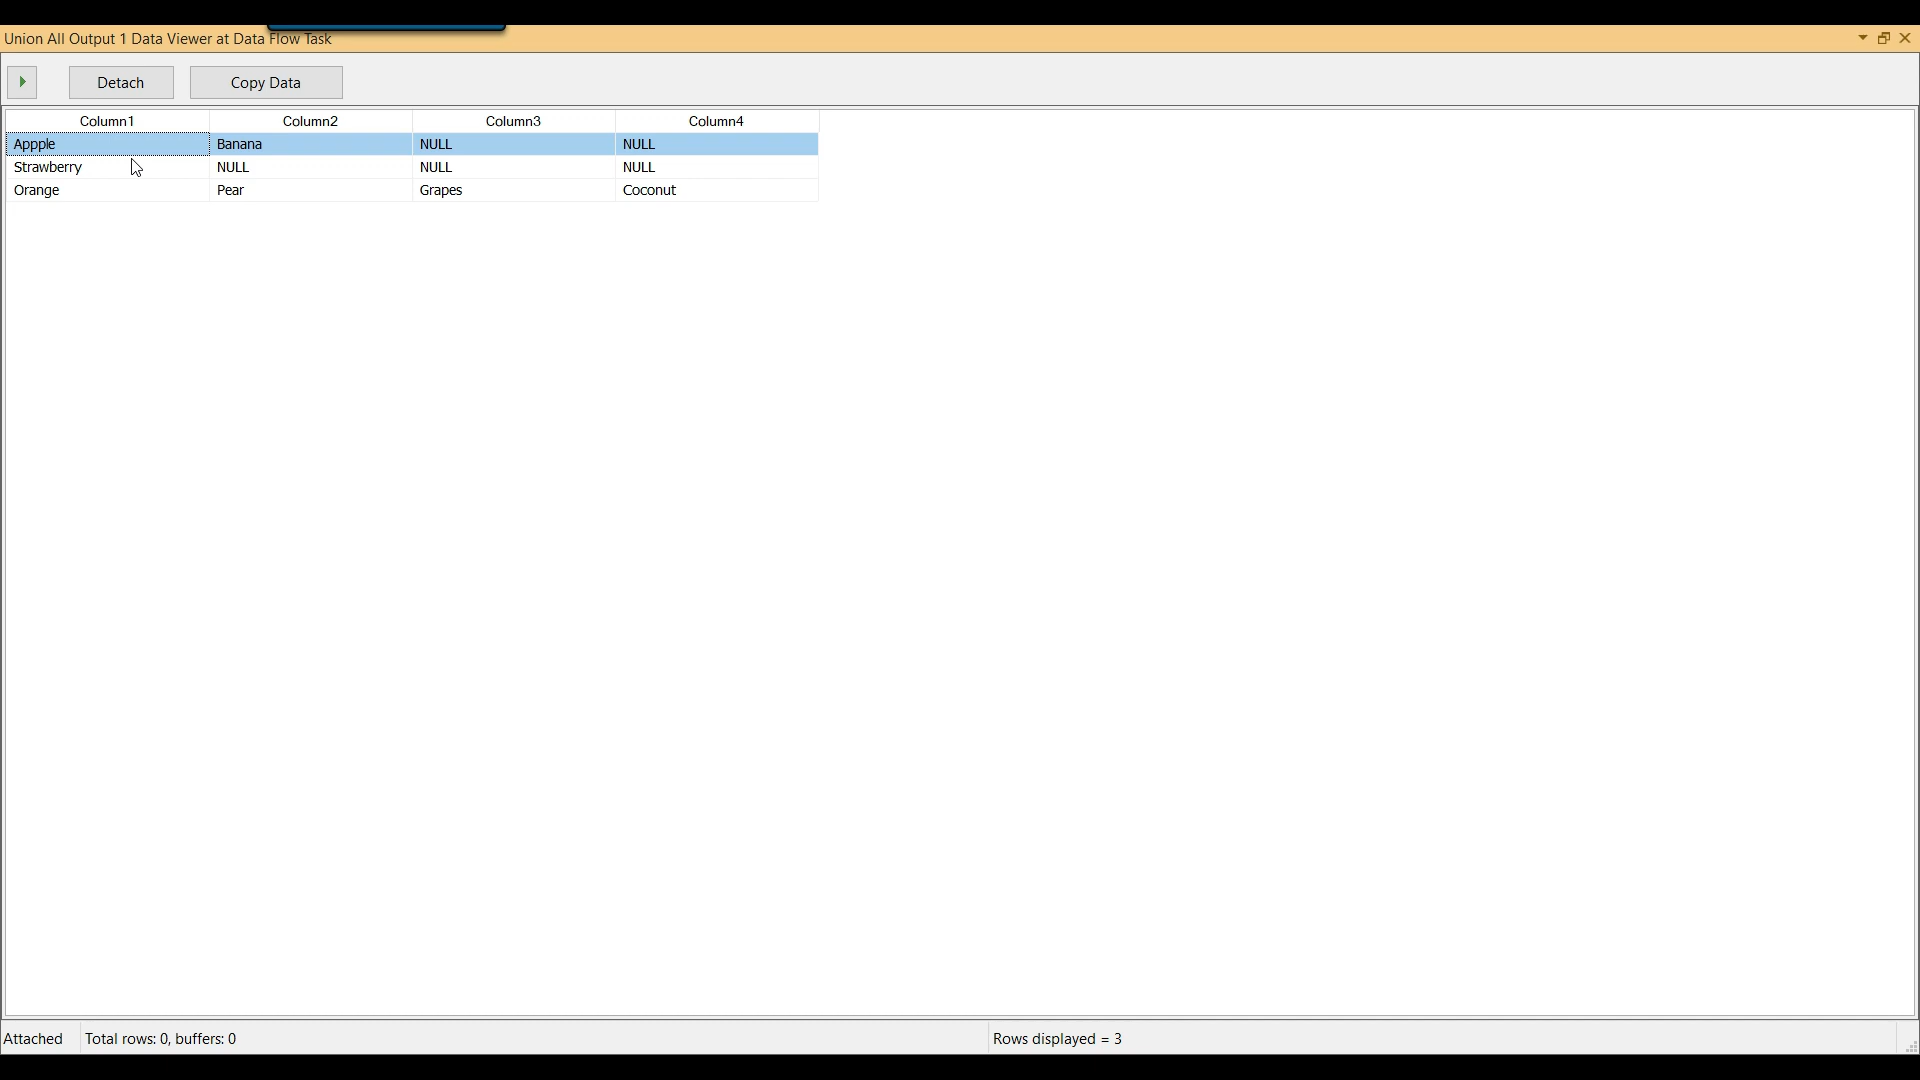 Union All Output 1 Data Viewer at Data Flow Task
Detach Copy Data
Column1 Column2 Column3 Column4
Appple Banana NULL NULL
Strawberry NULL NULL NULL
Orange Pear Grapes Coconut
Attached Total rows: 0, buffers: 0 Rows displayed = 3